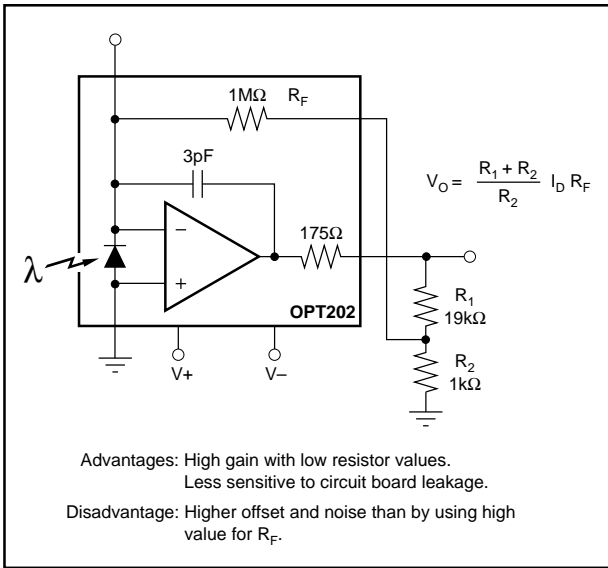 1MΩ R_F
3pF
V_O = (R_1 + R_2) / R_2 I_D R_F
175Ω
−
λ
+
OPT202
R_1
19kΩ
R_2
1kΩ
V+
V−
Advantages: High gain with low resistor values.
Less sensitive to circuit board leakage.
Disadvantage: Higher offset and noise than by using high
value for R_F.